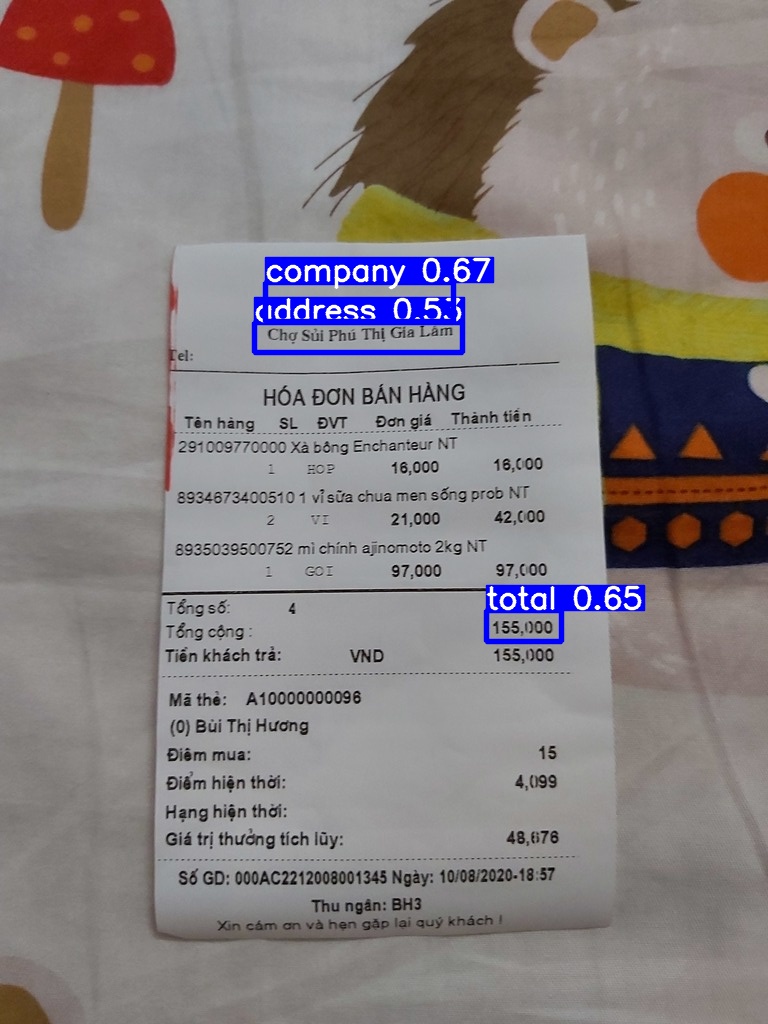 company 0.67
address 0.53
Chợ Sủi Phú Thị Gia Lâm
Tel:
HÓA ĐƠN BÁN HÀNG
Tên hàng SL ĐVT Đơn giá Thành tiền
291009770000 Xà bông Enchanteur NT
1 HOP 16,000 16,000
8934673400510 1 vỉ sữa chua men sống prob NT
2 VI 21,000 42,000
8935039500752 mì chính ajinomoto 2kg NT
1 GOI 97,000 97,000
total 0.65
Tổng số: 4
Tổng cộng : 155,000
Tiền khách trả: VND 155,000
Mã thẻ: A10000000096
(0) Bùi Thị Hương
Điểm mua: 15
Điểm hiện thời: 4,099
Hạng hiện thời:
Giá trị thưởng tích lũy: 48,676
Số GD: 000AC2212008001345 Ngày: 10/08/2020-18:57
Thu ngân: BH3
Xin cảm ơn và hẹn gặp lại quý khách !